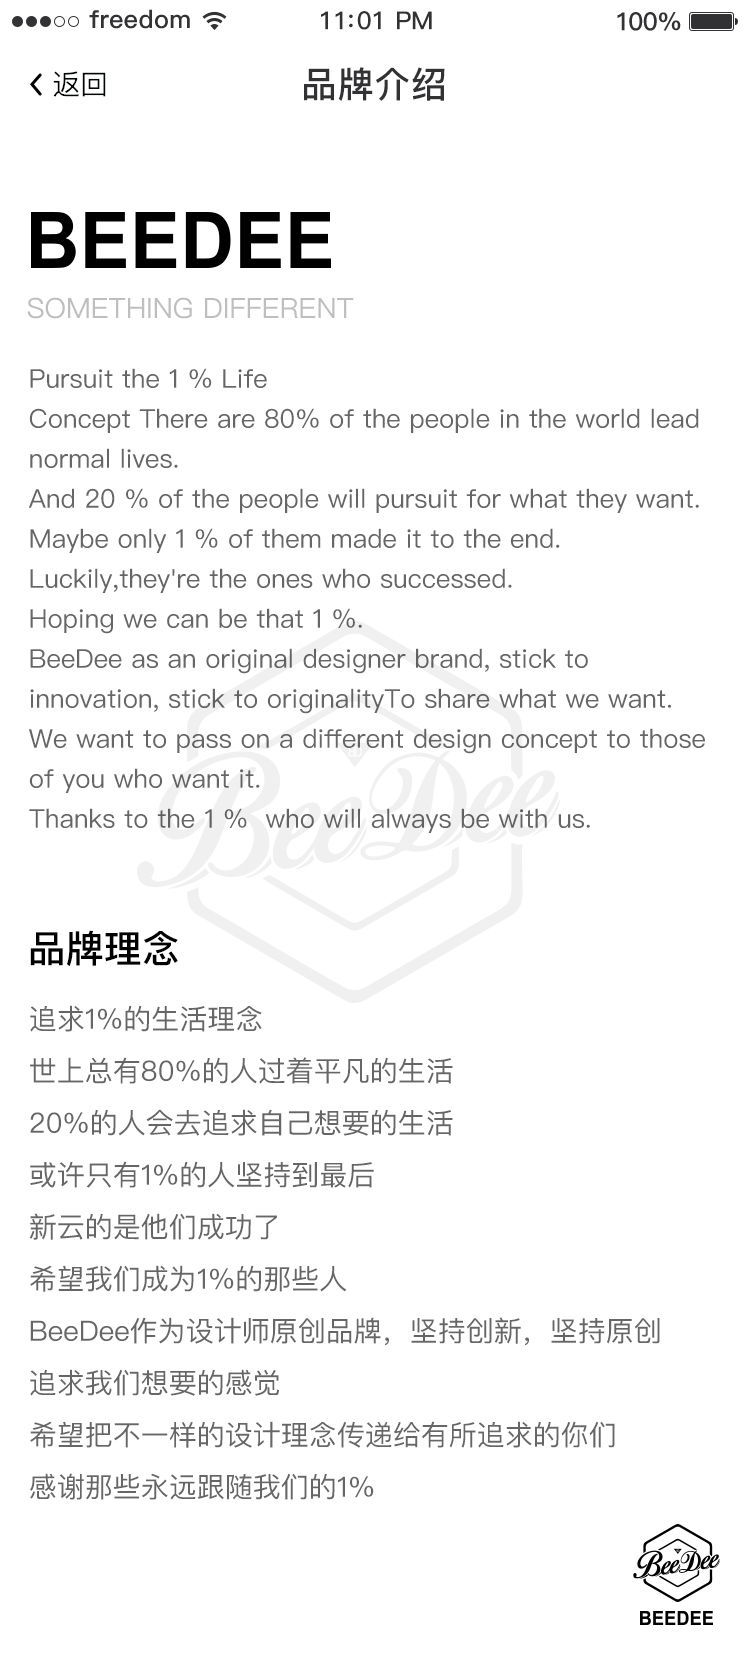 freedom 11:01 PM 100%
返回 品牌介绍
BEEDEE
SOMETHING DIFFERENT
Pursuit the 1 % Life
Concept There are 80% of the people in the world lead
normal lives.
And 20 % of the people will pursuit for what they want.
Maybe only 1 % of them made it to the end.
Luckily,they're the ones who successed.
Hoping we can be that 1 %.
BeeDee as an original designer brand, stick to
innovation, stick to originalityTo share what we want.
We want to pass on a different design concept to those
of you who want it.
Thanks to the 1 % who will always be with us.
BeeDee
品牌理念
追求1%的生活理念
世上总有80%的人过着平凡的生活
20%的人会去追求自己想要的生活
或许只有1%的人坚持到最后
新云的是他们成功了
希望我们成为1%的那些人
BeeDee作为设计师原创品牌，坚持创新，坚持原创
追求我们想要的感觉
希望把不一样的设计理念传递给有所追求的你们
感谢那些永远跟随我们的1%
BeeDee
BEEDEE